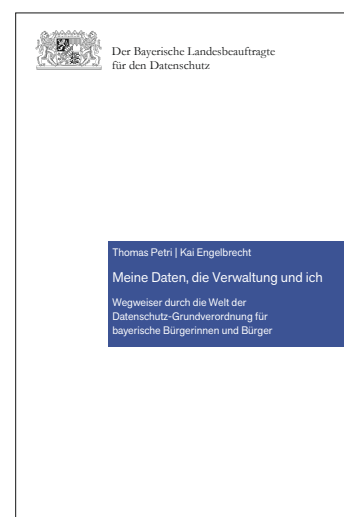 Der Bayerische Landesbeauftragte
für den Datenschutz
Thomas Petri | Kai Engelbrecht
Meine Daten, die Verwaltung und ich
Wegweiser durch die Welt der
Datenschutz-Grundverordnung für
bayerische Bürgerinnen und Bürger